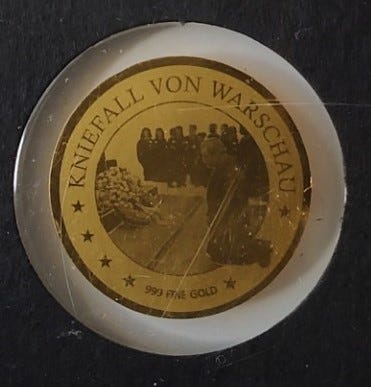 KNIEFALL VON WARSCHAU
999 FINE GOLD